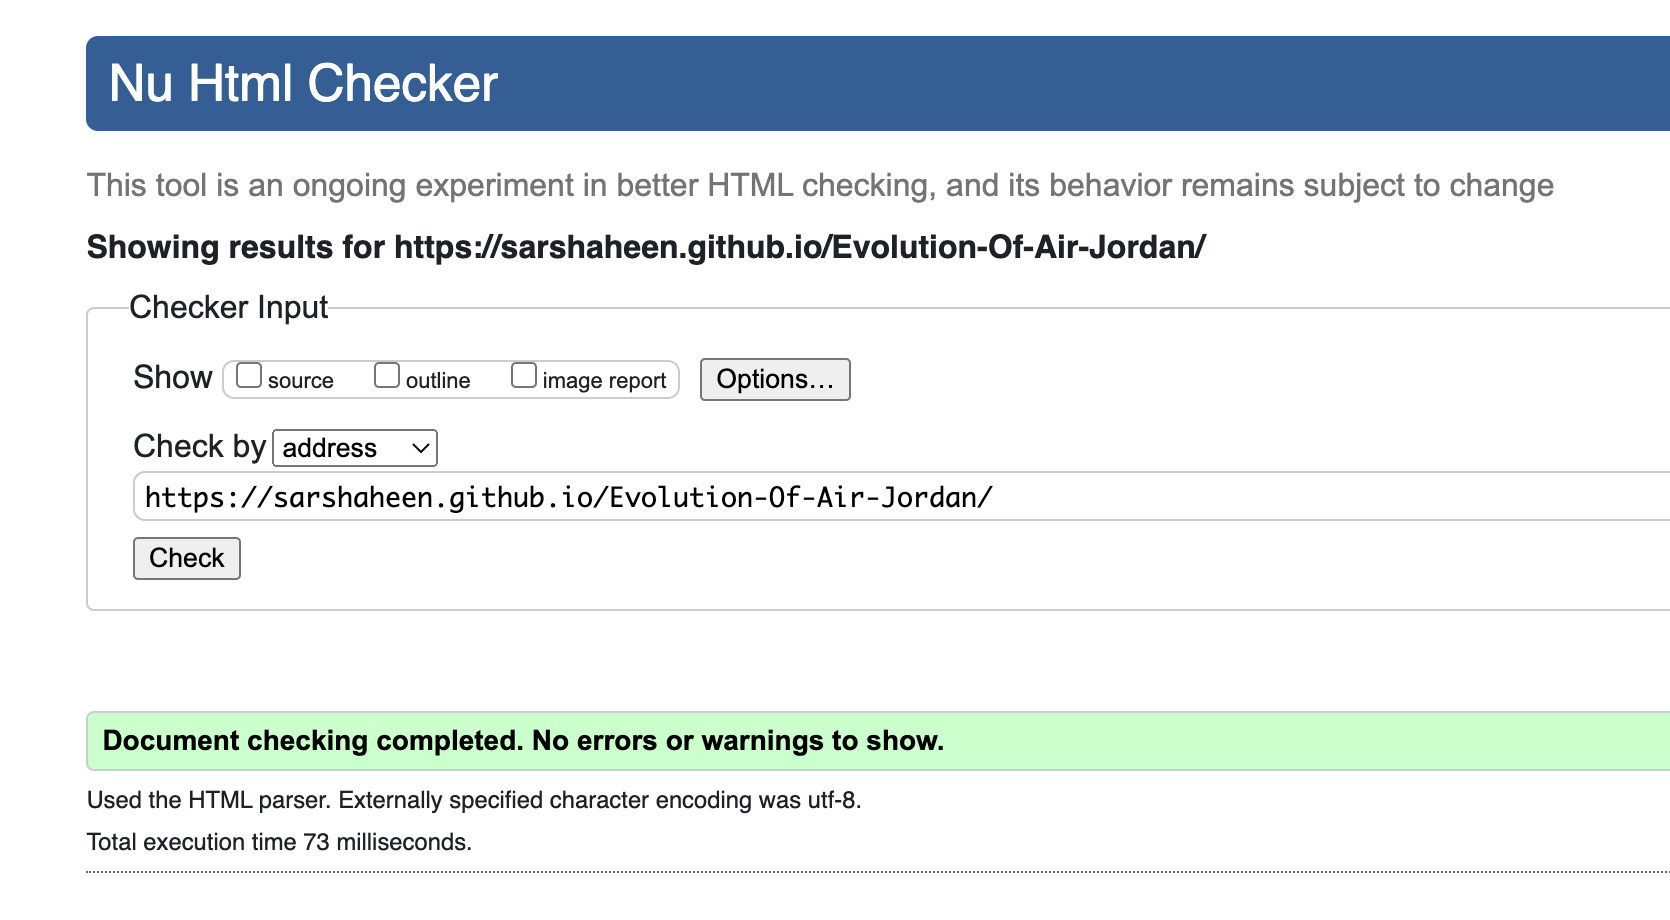 Nu Html Checker
This tool is an ongoing experiment in better HTML checking, and its behavior remains subject to change
Showing results for https://sarshaheen.github.io/Evolution-Of-Air-Jordan/
Checker Input
Show source outline image report Options...
Check by address
https://sarshaheen.github.io/Evolution-Of-Air-Jordan/
Check
Document checking completed. No errors or warnings to show.
Used the HTML parser. Externally specified character encoding was utf-8.
Total execution time 73 milliseconds.